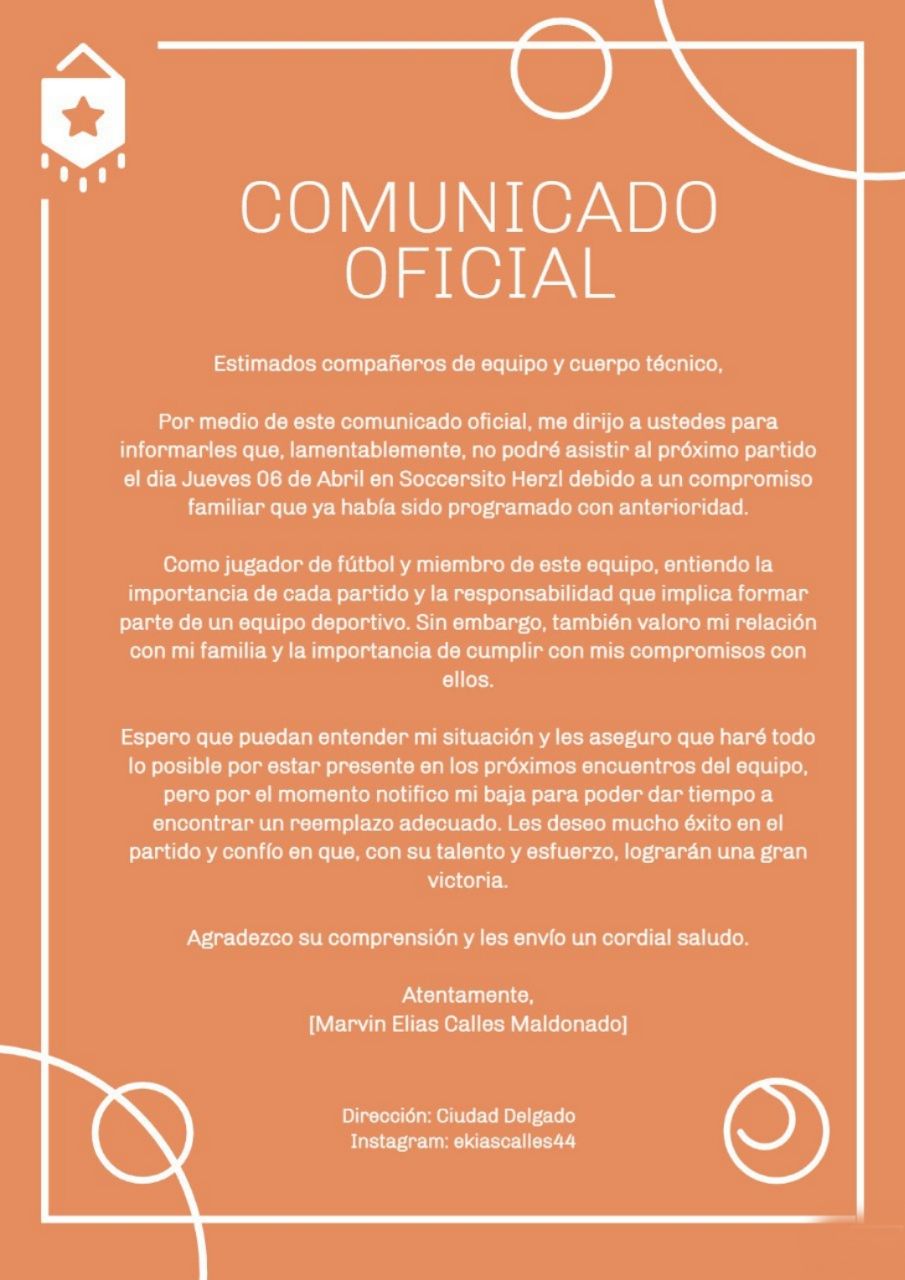 COMUNICADO
OFICIAL
Estimados compañeros de equipo y cuerpo técnico,
Por medio de este comunicado oficial, me dirijo a ustedes para
informarles que, lamentablemente, no podré asistir al próximo partido
el dia Jueves 06 de Abril en Soccersito Herzl debido a un compromiso
familiar que ya había sido programado con anterioridad.
Como jugador de fútbol y miembro de este equipo, entiendo la
importancia de cada partido y la responsabilidad que implica formar
parte de un equipo deportivo. Sin embargo, también valoro mi relación
con mi familia y la importancia de cumplir con mis compromisos con
ellos.
Espero que puedan entender mi situación y les aseguro que haré todo
lo posible por estar presente en los próximos encuentros del equipo,
pero por el momento notifico mi baja para poder dar tiempo a
encontrar un reemplazo adecuado. Les deseo mucho éxito en el
partido y confío en que, con su talento y esfuerzo, lograrán una gran
victoria.
Agradezco su comprensión y les envío un cordial saludo.
Atentamente,
[Marvin Elias Calles Maldonado]
Dirección: Ciudad Delgado
Instagram: ekiascalles44